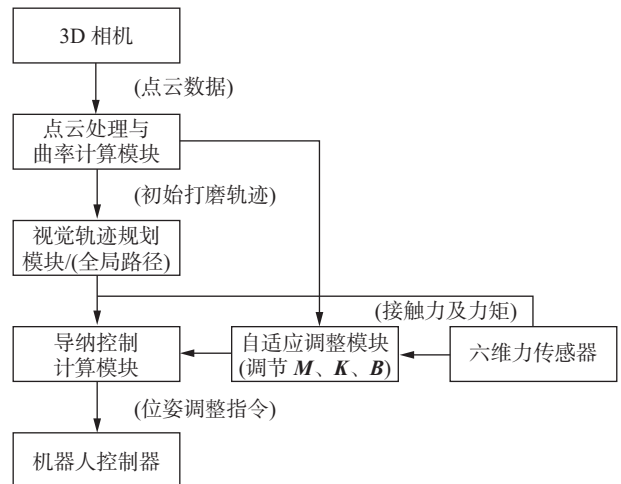 3D 相机
(点云数据)
点云处理与
曲率计算模块
(初始打磨轨迹)
视觉轨迹规划
模块/(全局路径)
(接触力及力矩)
导纳控制
计算模块
自适应调整模块
(调节 M、K、B)
六维力传感器
(位姿调整指令)
机器人控制器